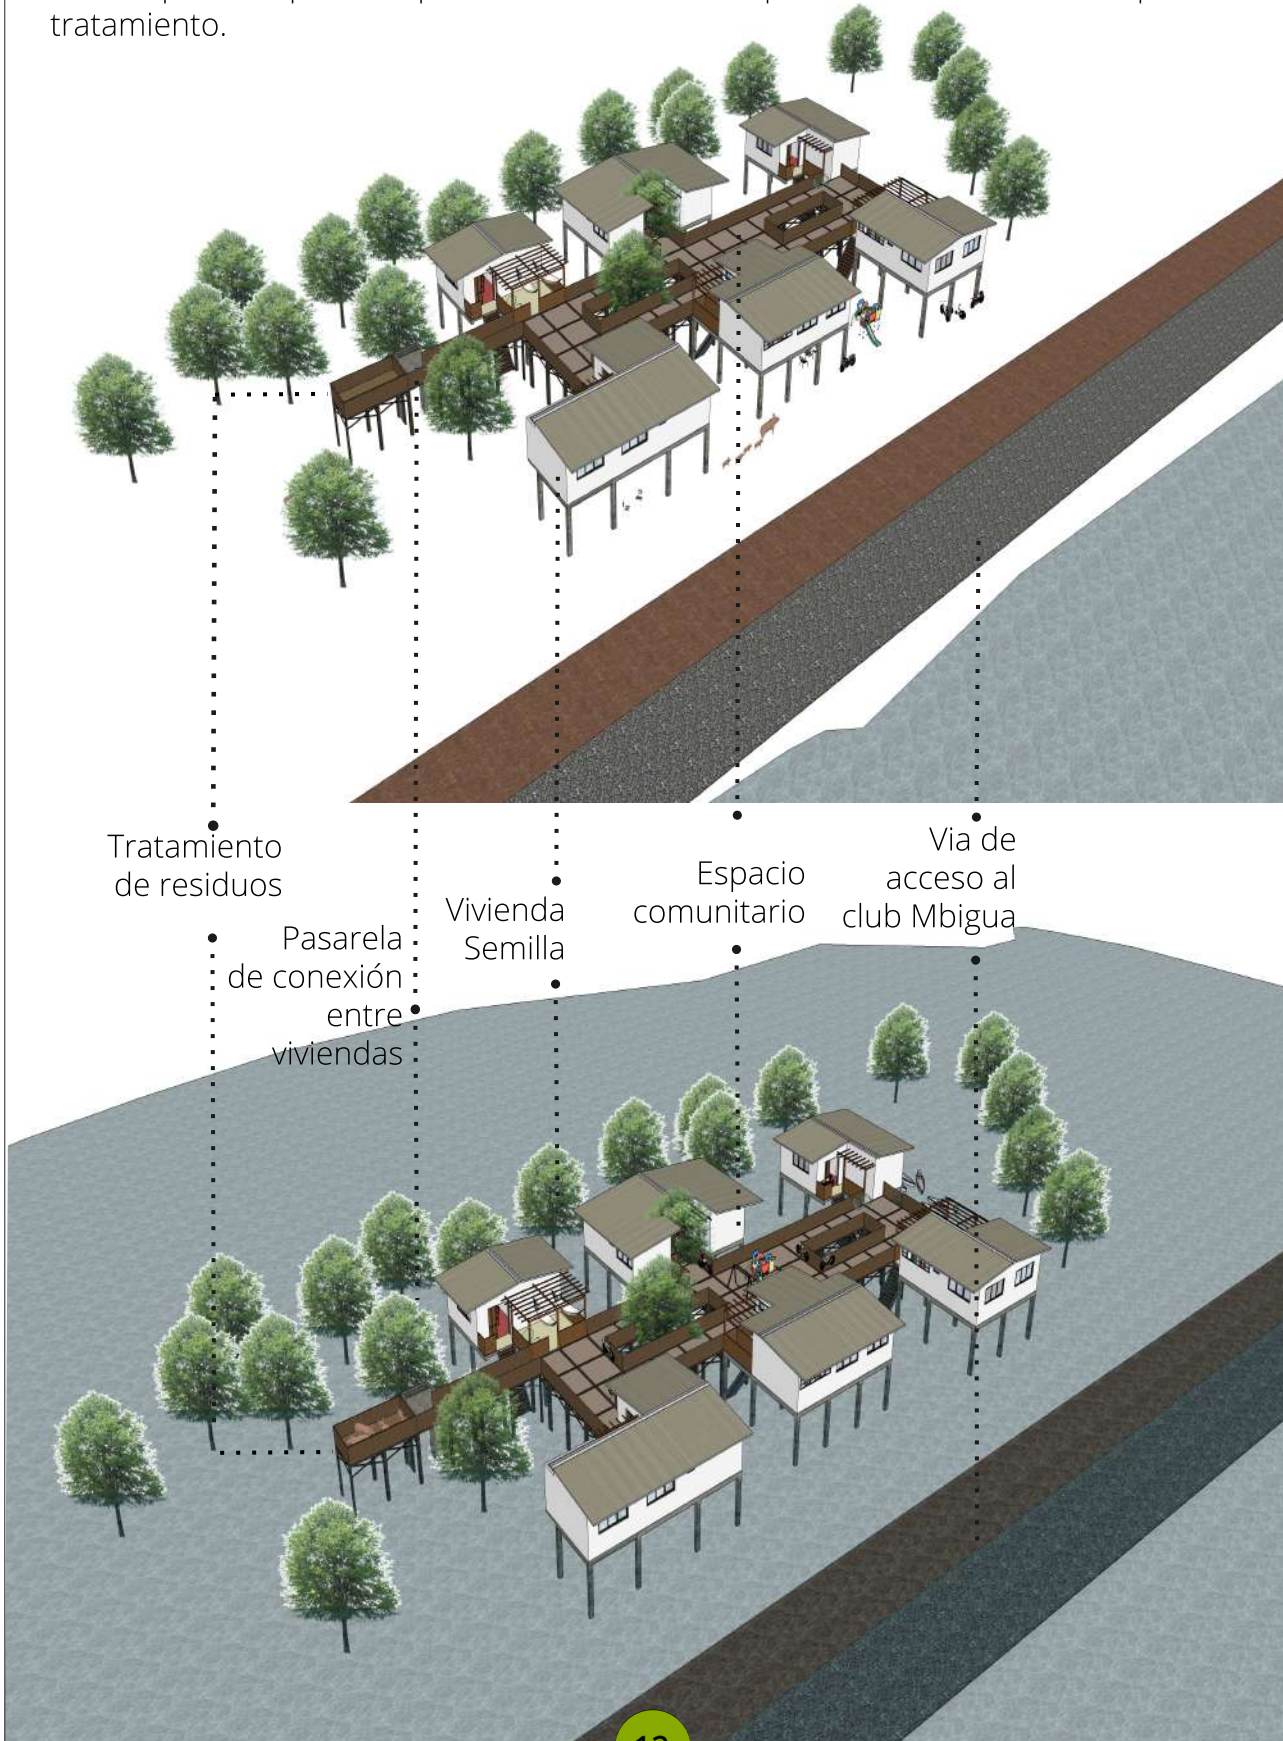 tratamiento.
Tratamiento
de residuos
Pasarela
de conexión
entre
viviendas
Vivienda
Semilla
Espacio
comunitario
Via de
acceso al
club Mbigua